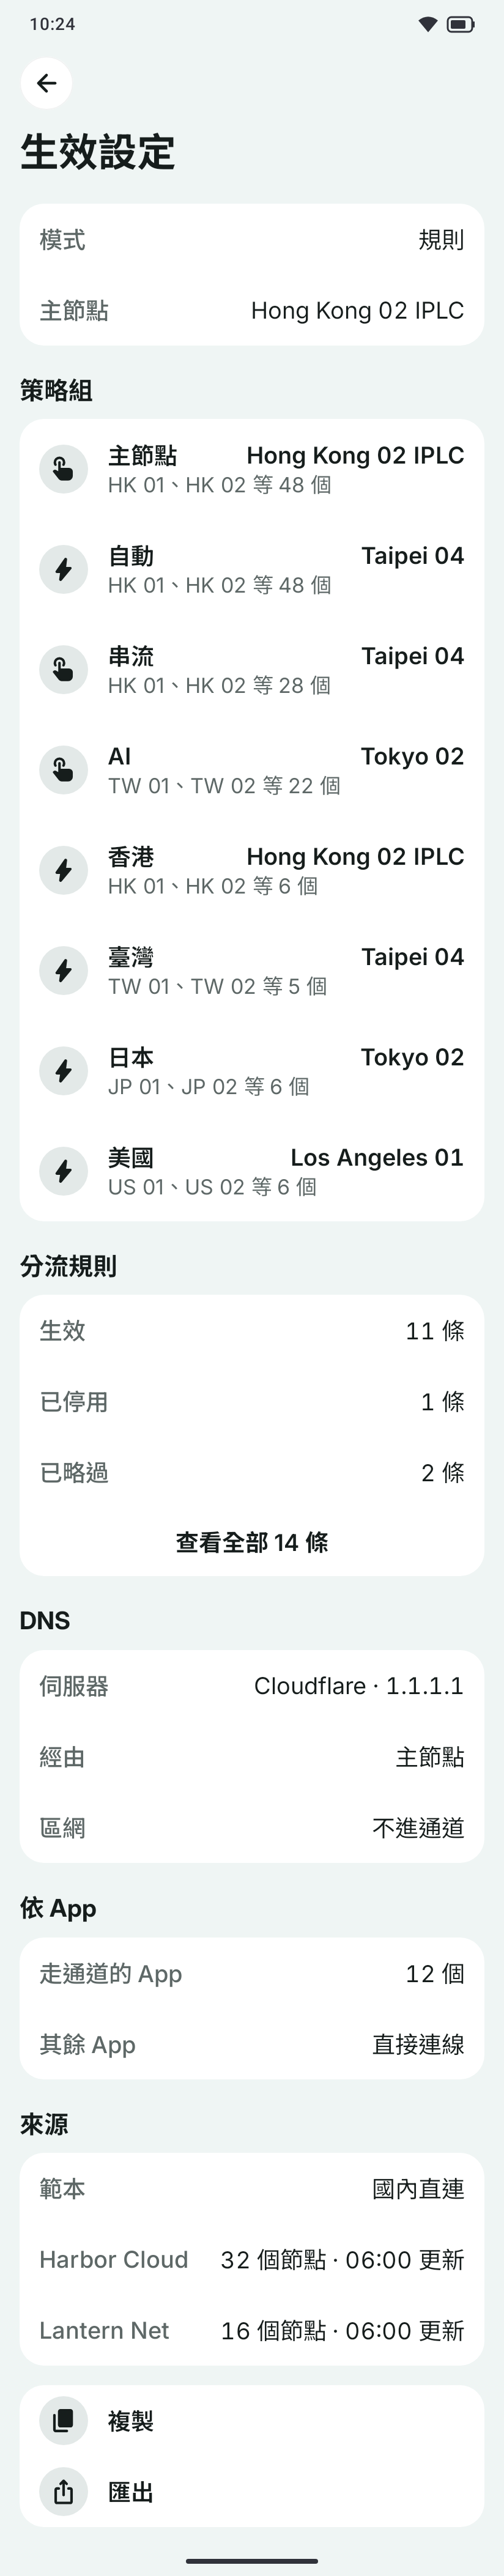 10:24
生效設定
模式 規則
主節點 Hong Kong 02 IPLC
策略組
主節點 Hong Kong 02 IPLC
HK 01、HK 02 等 48 個
自動 Taipei 04
HK 01、HK 02 等 48 個
串流 Taipei 04
HK 01、HK 02 等 28 個
AI Tokyo 02
TW 01、TW 02 等 22 個
香港 Hong Kong 02 IPLC
HK 01、HK 02 等 6 個
臺灣 Taipei 04
TW 01、TW 02 等 5 個
日本 Tokyo 02
JP 01、JP 02 等 6 個
美國 Los Angeles 01
US 01、US 02 等 6 個
分流規則
生效 11 條
已停用 1 條
已略過 2 條
查看全部 14 條
DNS
伺服器 Cloudflare · 1.1.1.1
經由 主節點
區網 不進通道
依 App
走通道的 App 12 個
其餘 App 直接連線
來源
範本 國內直連
Harbor Cloud 32 個節點 · 06:00 更新
Lantern Net 16 個節點 · 06:00 更新
複製
匯出